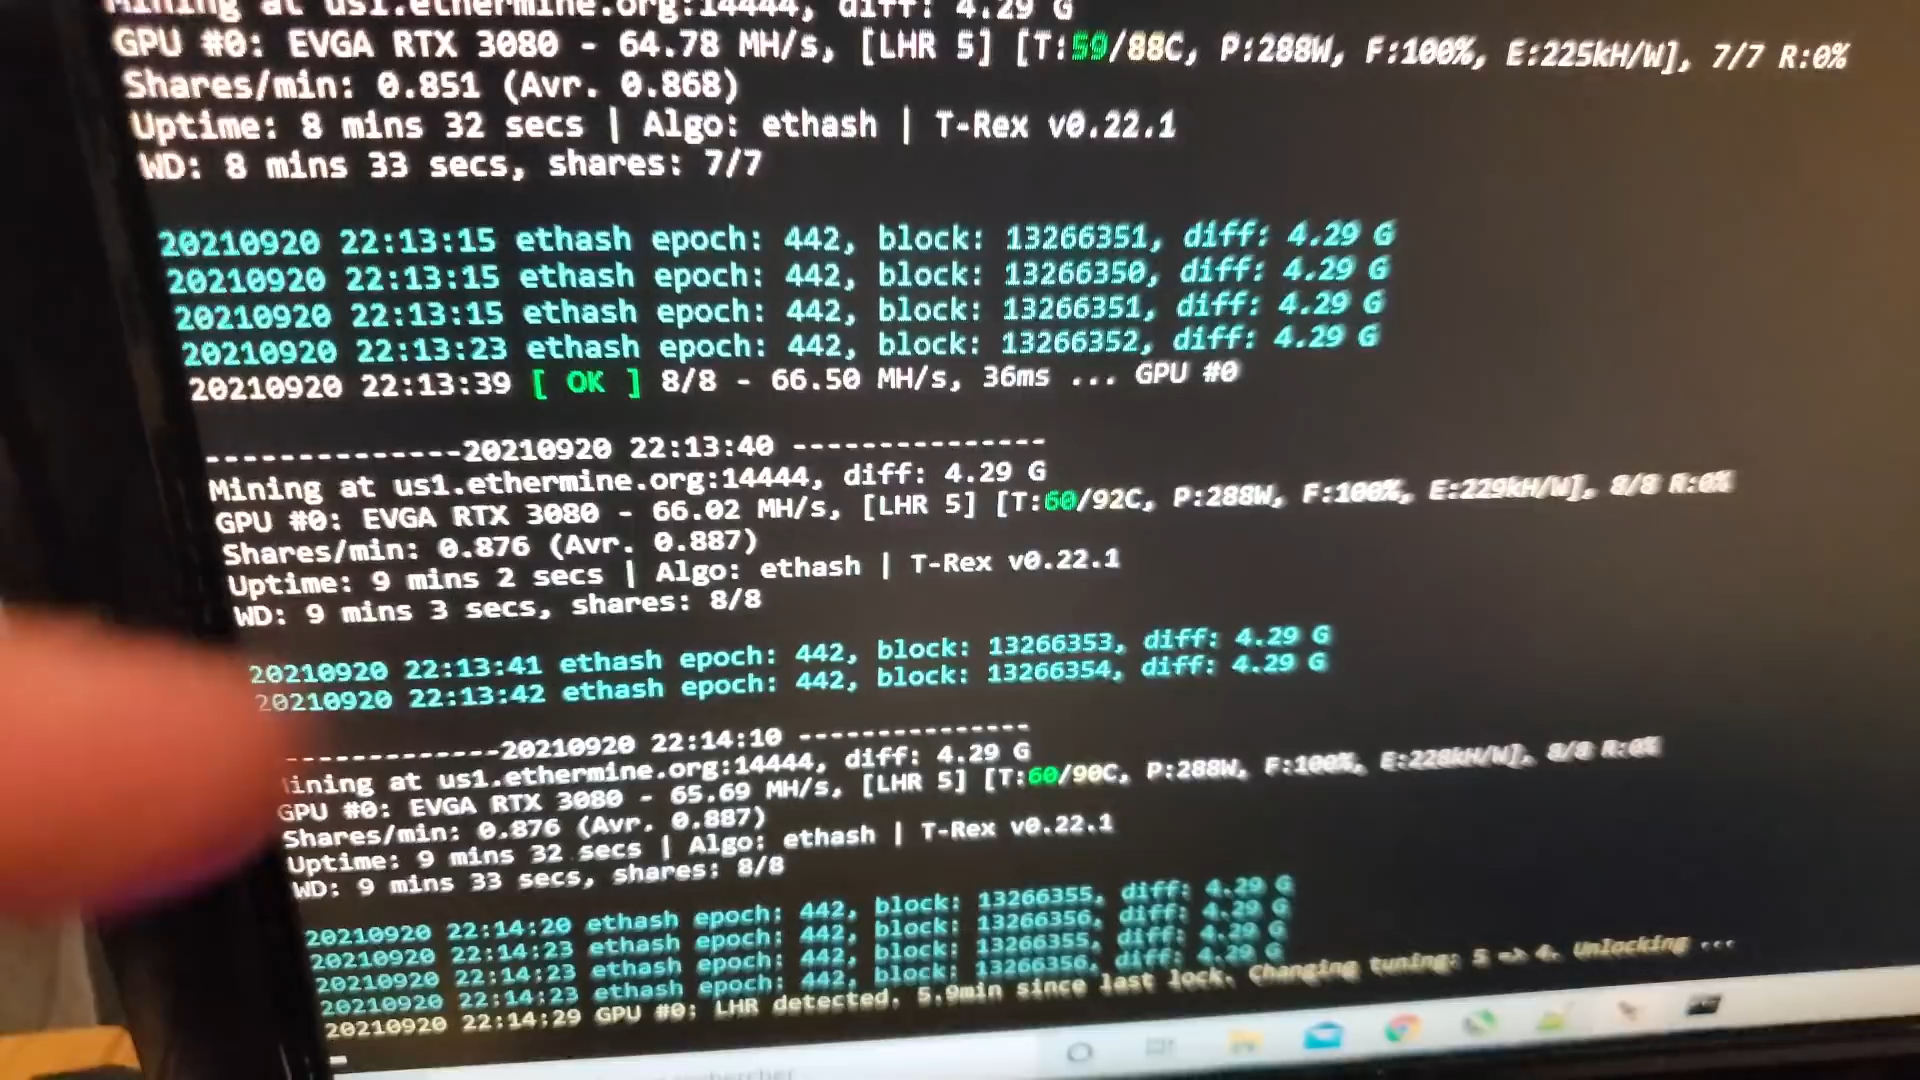 Mining at us1.ethermine.org:14444, diff: 4.29 G
GPU #0: EVGA RTX 3080 - 64.78 MH/s, [LHR 5] [T:59/88C, P:288W, F:100%, E:225kH/W], 7/7 R:0%
Shares/min: 0.851 (Avr. 0.868)
Uptime: 8 mins 32 secs | Algo: ethash | T-Rex v0.22.1
WD: 8 mins 33 secs, shares: 7/7
20210920 22:13:15 ethash epoch: 442, block: 13266351, diff: 4.29 G
20210920 22:13:15 ethash epoch: 442, block: 13266350, diff: 4.29 G
20210920 22:13:15 ethash epoch: 442, block: 13266351, diff: 4.29 G
20210920 22:13:23 ethash epoch: 442, block: 13266352, diff: 4.29 G
20210920 22:13:39 [ OK ] 8/8 - 66.50 MH/s, 36ms ... GPU #0
---------------20210920 22:13:40 ---------------
Mining at us1.ethermine.org:14444, diff: 4.29 G
GPU #0: EVGA RTX 3080 - 66.02 MH/s, [LHR 5] [T:60/92C, P:288W, F:100%, E:229kH/W], 8/8 R:0%
Shares/min: 0.876 (Avr. 0.887)
Uptime: 9 mins 2 secs | Algo: ethash | T-Rex v0.22.1
WD: 9 mins 3 secs, shares: 8/8
20210920 22:13:41 ethash epoch: 442, block: 13266353, diff: 4.29 G
20210920 22:13:42 ethash epoch: 442, block: 13266354, diff: 4.29 G
-------------20210920 22:14:10 ---------------
ining at us1.ethermine.org:14444, diff: 4.29 G
GPU #0: EVGA RTX 3080 - 65.69 MH/s, [LHR 5] [T:60/90C, P:288W, F:100%, E:228kH/W], 8/8 R:0%
Shares/min: 0.876 (Avr. 0.887)
Uptime: 9 mins 32 secs | Algo: ethash | T-Rex v0.22.1
WD: 9 mins 33 secs, shares: 8/8
20210920 22:14:20 ethash epoch: 442, block: 13266355, diff: 4.29 G
20210920 22:14:23 ethash epoch: 442, block: 13266356, diff: 4.29 G
20210920 22:14:23 ethash epoch: 442, block: 13266355, diff: 4.29 G
20210920 22:14:23 ethash epoch: 442, block: 13266356, diff: 4.29 G
20210920 22:14:29 GPU #0: LHR detected. 5.9min since last lock. Changing tuning: 5 => 4. Unlocking ...